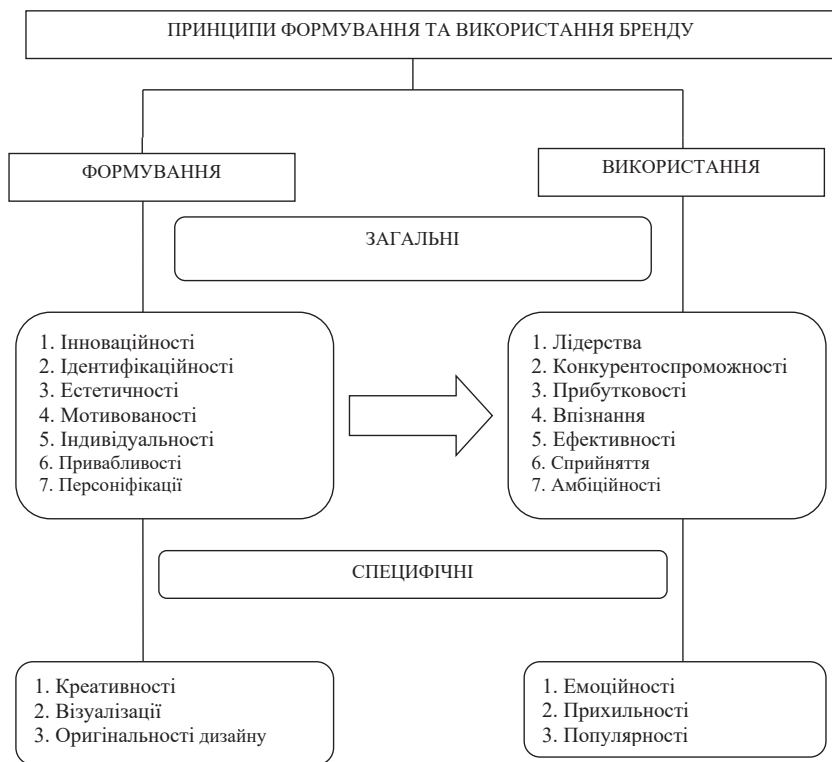 ПРИНЦИПИ ФОРМУВАННЯ ТА ВИКОРИСТАННЯ БРЕНДУ
ФОРМУВАННЯ
ВИКОРИСТАННЯ
ЗАГАЛЬНІ
1. Інноваційності
2. Ідентифікаційності
3. Естетичності
4. Мотивованості
5. Індивідуальності
6. Привабливості
7. Персоніфікації
1. Лідерства
2. Конкурентоспроможності
3. Прибутковості
4. Впізнання
5. Ефективності
6. Сприйняття
7. Амбіційності
СПЕЦИФІЧНІ
1. Креативності
2. Візуалізації
3. Оригінальності дизайну
1. Емоційності
2. Прихильності
3. Популярності